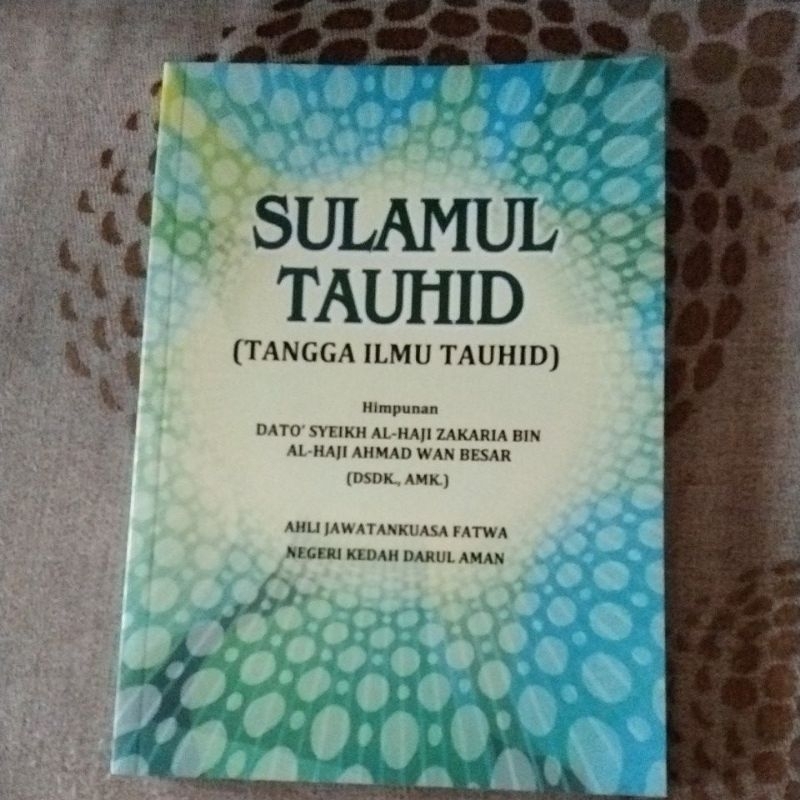 SULAMUL
TAUHID
(TANGGA ILMU TAUHID)
Himpunan
DATO' SYEIKH AL-HAJI ZAKARIA BIN
AL-HAJI AHMAD WAN BESAR
(DSDK., AMK.)
AHLI JAWATANKUASA FATWA
NEGERI KEDAH DARUL AMAN